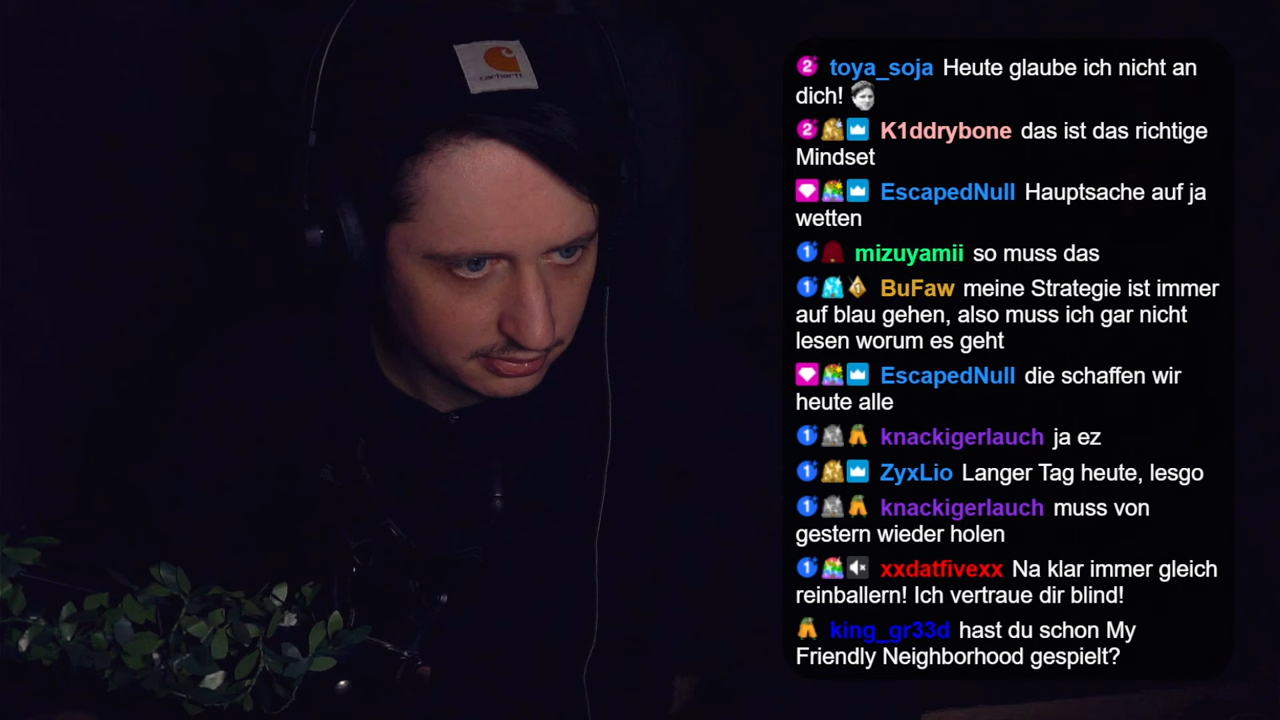 carhartt
toya_soja Heute glaube ich nicht an
dich!
K1ddrybone das ist das richtige
Mindset
EscapedNull Hauptsache auf ja
wetten
mizuyamii so muss das
BuFaw meine Strategie ist immer
auf blau gehen, also muss ich gar nicht
lesen worum es geht
EscapedNull die schaffen wir
heute alle
knackigerlauch ja ez
ZyxLio Langer Tag heute, lesgo
knackigerlauch muss von
gestern wieder holen
xxdatfivexx Na klar immer gleich
reinballern! Ich vertraue dir blind!
king_gr33d hast du schon My
Friendly Neighborhood gespielt?